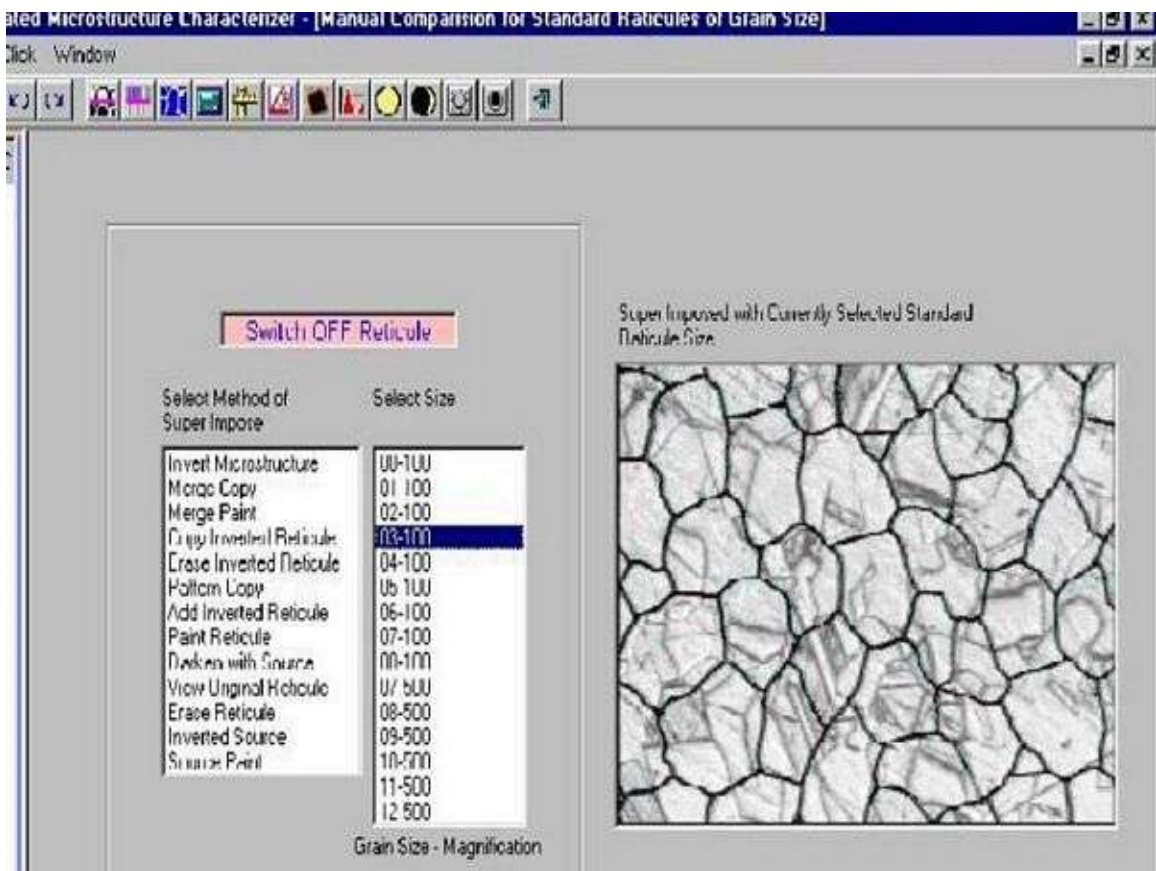 ated Microstructure Characterizer - [Manual Comparision for Standard Raticules of Grain Size]
Click Window
Switch OFF Reticule
Super Imposed with Currently Selected Standard
Reticule Size
Select Method of
Super Impose
Select Size
Invert Microstructure
Merge Copy
Merge Paint
Copy Inverted Reticule
Erase Inverted Reticule
Pattern Copy
Add Inverted Reticule
Paint Reticule
Darken with Source
View Original Reticule
Erase Reticule
Inverted Source
Source Paint
00-100
01-100
02-100
03-100
04-100
05-100
06-100
07-100
08-100
07-500
08-500
09-500
10-500
11-500
12-500
Grain Size - Magnification